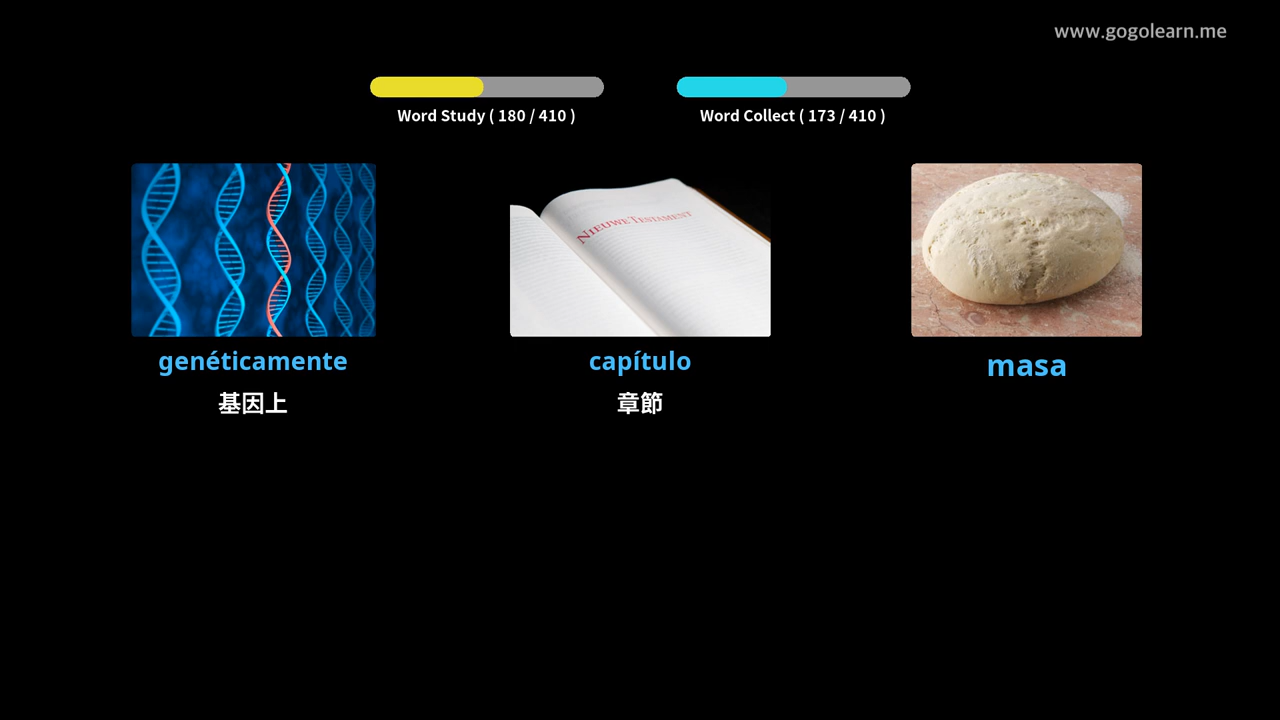 www.gogolearn.me
Word Study ( 180 / 410 )
Word Collect ( 173 / 410 )
NIEUWE TESTAMENT
genéticamente
capítulo
masa
基因上
章節